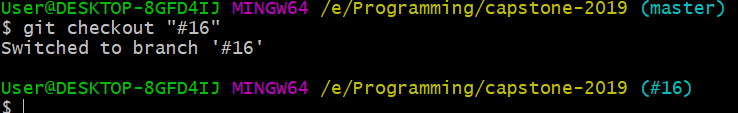 User@DESKTOP-8GFD4IJ MINGW64 /e/Programming/capstone-2019 (master)
$ git checkout "#16"
Switched to branch '#16'
User@DESKTOP-8GFD4IJ MINGW64 /e/Programming/capstone-2019 (#16)
$